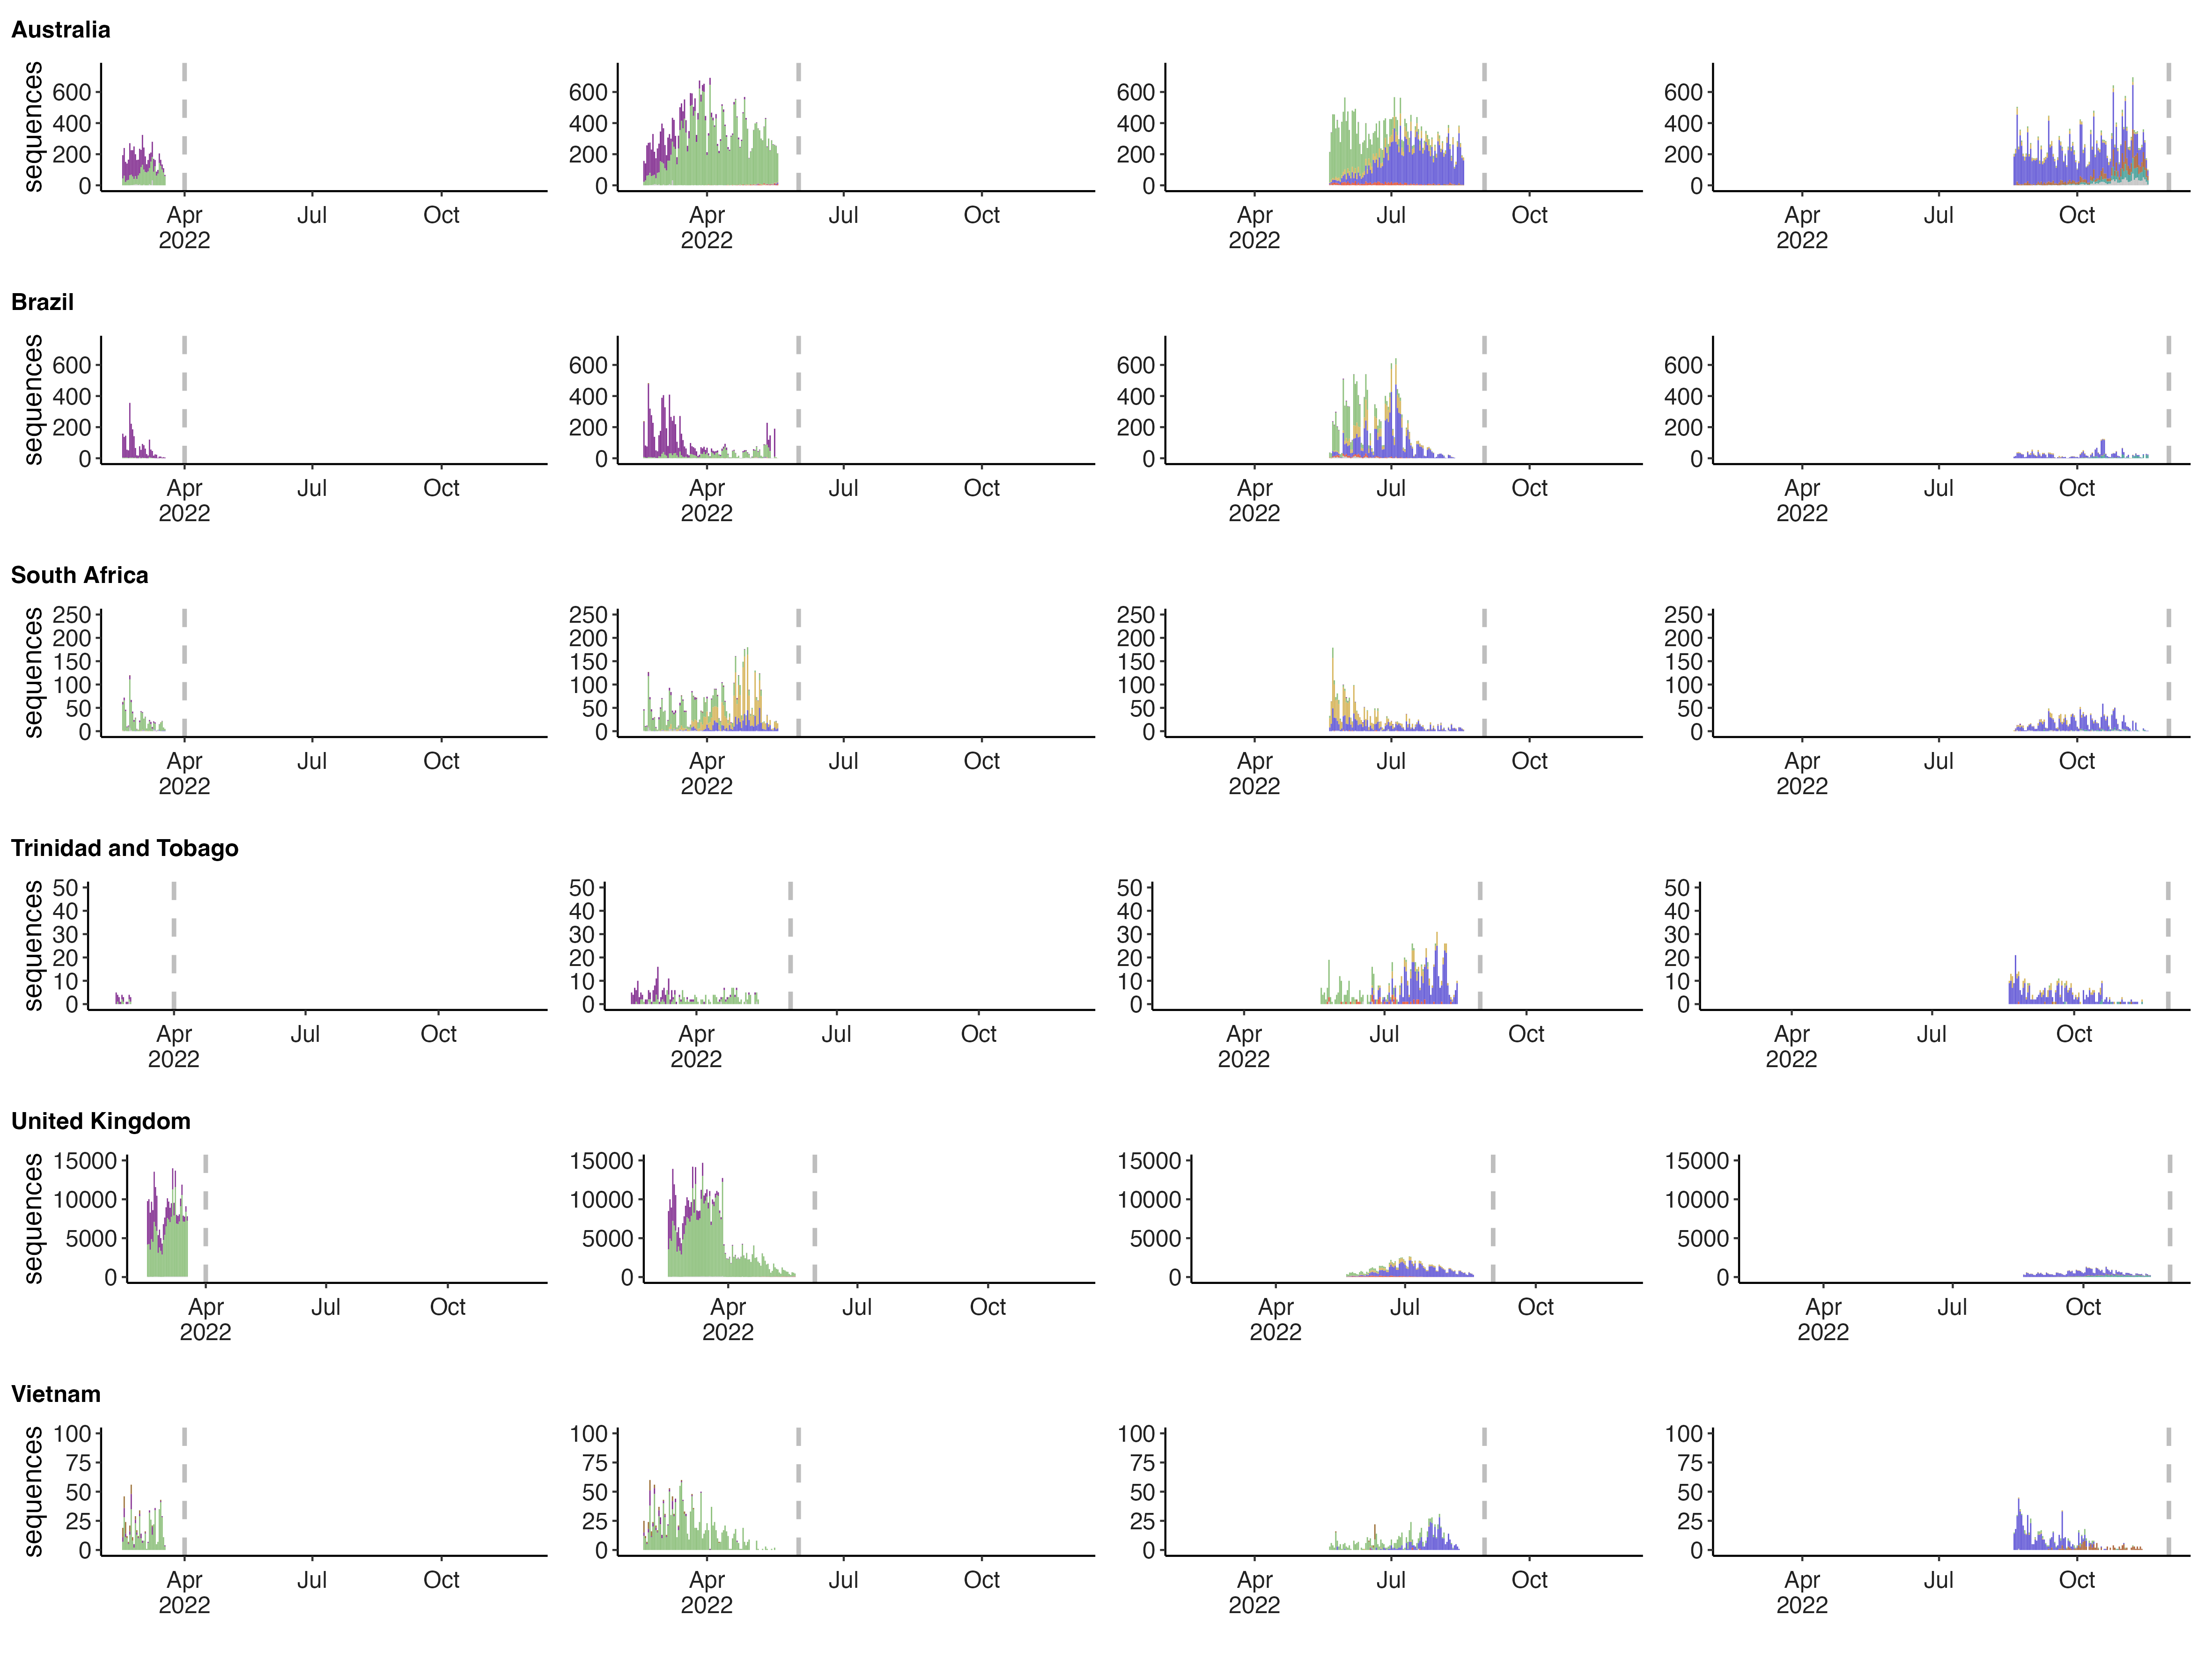 Australia
sequences
600
400
200
0
Apr
2022
Jul
Oct
600
400
200
0
Apr
2022
Jul
Oct
600
400
200
0
Apr
2022
Jul
Oct
600
400
200
0
Apr
2022
Jul
Oct
Brazil
sequences
600
400
200
0
Apr
2022
Jul
Oct
600
400
200
0
Apr
2022
Jul
Oct
600
400
200
0
Apr
2022
Jul
Oct
600
400
200
0
Apr
2022
Jul
Oct
South Africa
sequences
250
200
150
100
50
0
Apr
2022
Jul
Oct
250
200
150
100
50
0
Apr
2022
Jul
Oct
250
200
150
100
50
0
Apr
2022
Jul
Oct
250
200
150
100
50
0
Apr
2022
Jul
Oct
Trinidad and Tobago
sequences
50
40
30
20
10
0
Apr
2022
Jul
Oct
50
40
30
20
10
0
Apr
2022
Jul
Oct
50
40
30
20
10
0
Apr
2022
Jul
Oct
50
40
30
20
10
0
Apr
2022
Jul
Oct
United Kingdom
sequences
15000
10000
5000
0
Apr
2022
Jul
Oct
15000
10000
5000
0
Apr
2022
Jul
Oct
15000
10000
5000
0
Apr
2022
Jul
Oct
15000
10000
5000
0
Apr
2022
Jul
Oct
Vietnam
sequences
100
75
50
25
0
Apr
2022
Jul
Oct
100
75
50
25
0
Apr
2022
Jul
Oct
100
75
50
25
0
Apr
2022
Jul
Oct
100
75
50
25
0
Apr
2022
Jul
Oct